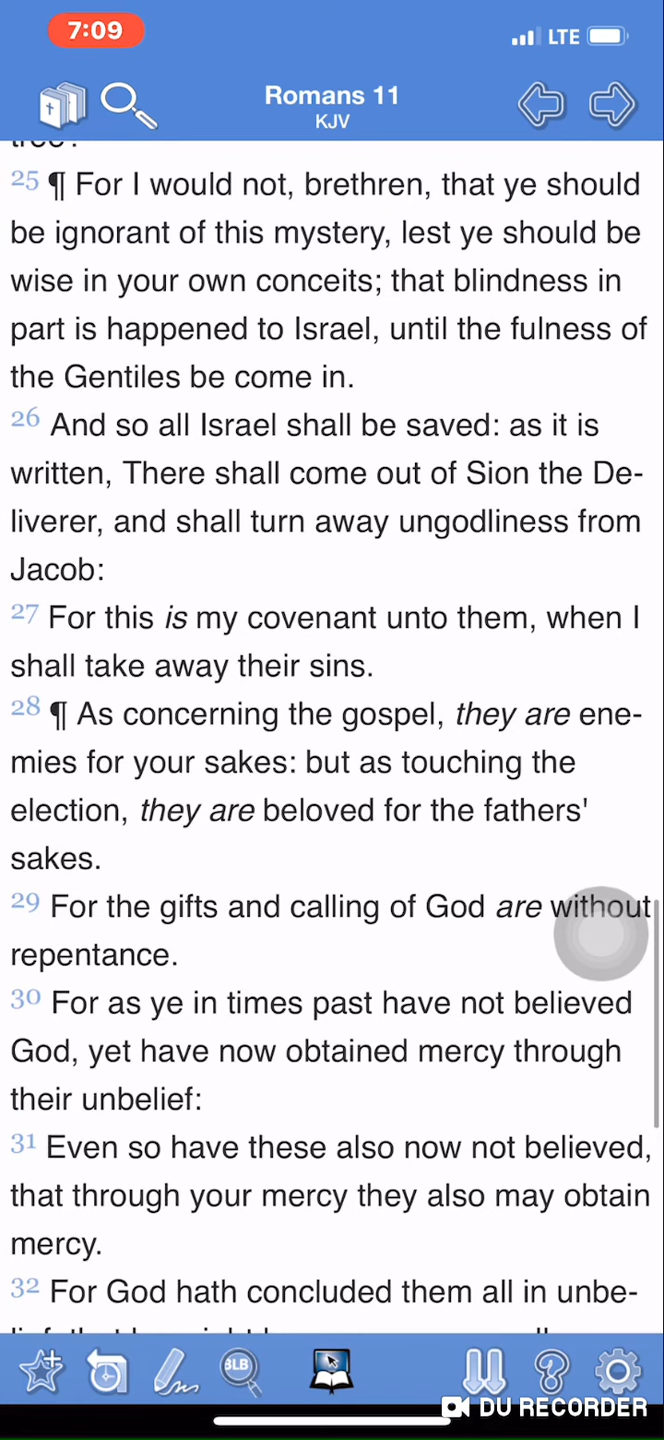 7:09
LTE
Romans 11
KJV
25 ¶ For I would not, brethren, that ye should
be ignorant of this mystery, lest ye should be
wise in your own conceits; that blindness in
part is happened to Israel, until the fulness of
the Gentiles be come in.
26 And so all Israel shall be saved: as it is
written, There shall come out of Sion the De-
liverer, and shall turn away ungodliness from
Jacob:
27 For this is my covenant unto them, when I
shall take away their sins.
28 ¶ As concerning the gospel, they are ene-
mies for your sakes: but as touching the
election, they are beloved for the fathers'
sakes.
29 For the gifts and calling of God are without
repentance.
30 For as ye in times past have not believed
God, yet have now obtained mercy through
their unbelief:
31 Even so have these also now not believed,
that through your mercy they also may obtain
mercy.
32 For God hath concluded them all in unbe-
BLB
DU RECORDER